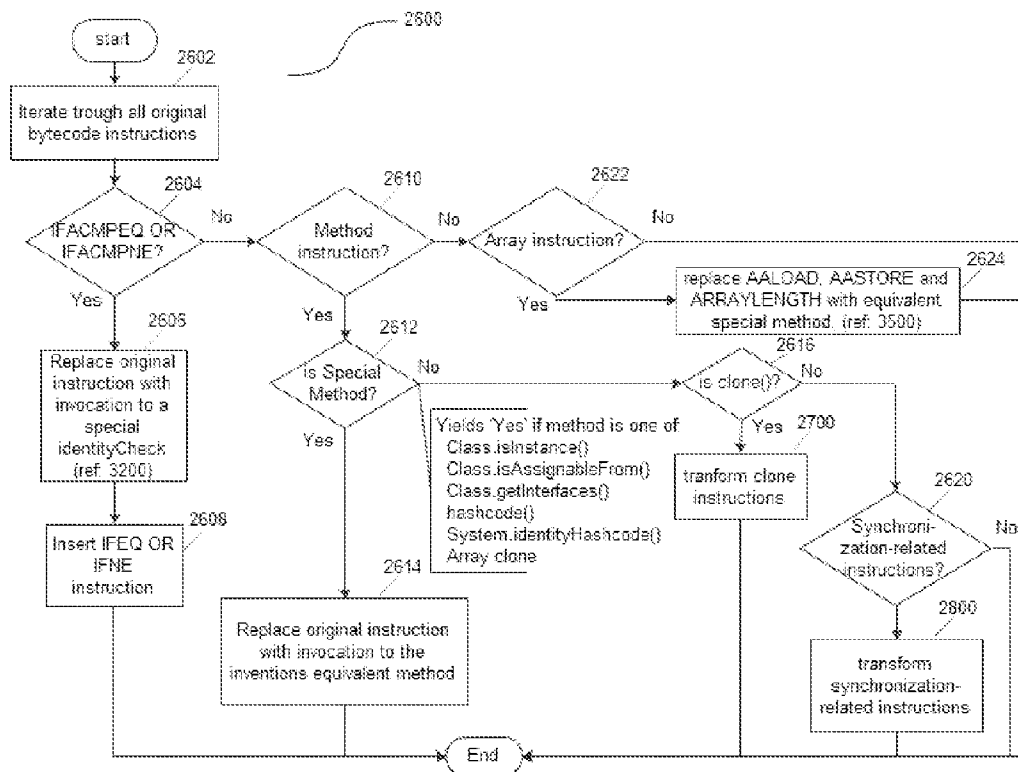 2600
start
2602
Iterate trough all original
bytecode instructions
2604
IFACMPEQ OR
IFACMPNE?
No
Yes
2610
Method
instruction?
No
Yes
2622
Array instruction?
No
Yes
2624
replace AALOAD, AASTORE and
ARRAYLENGTH with equivalent
special method. (ref: 3500)
2606
Replace original
instruction with
invocation to a
special
identityCheck
(ref: 3200)
2608
Insert IFEQ OR
IFNE
instruction
2612
is Special
Method?
No
Yes
Yields 'Yes' if method is one of
Class.isInstance()
Class.isAssignableFrom()
Class.getInterfaces()
hashcode()
System.identityHashcode()
Array clone
2614
Replace original instruction
with invocation to the
inventions equivalent method
2616
is clone()?
No
Yes
2700
tranform clone
instructions
2620
Synchroni-
zation-related
instructions?
No
2800
transform
synchronization-
related instructions
End